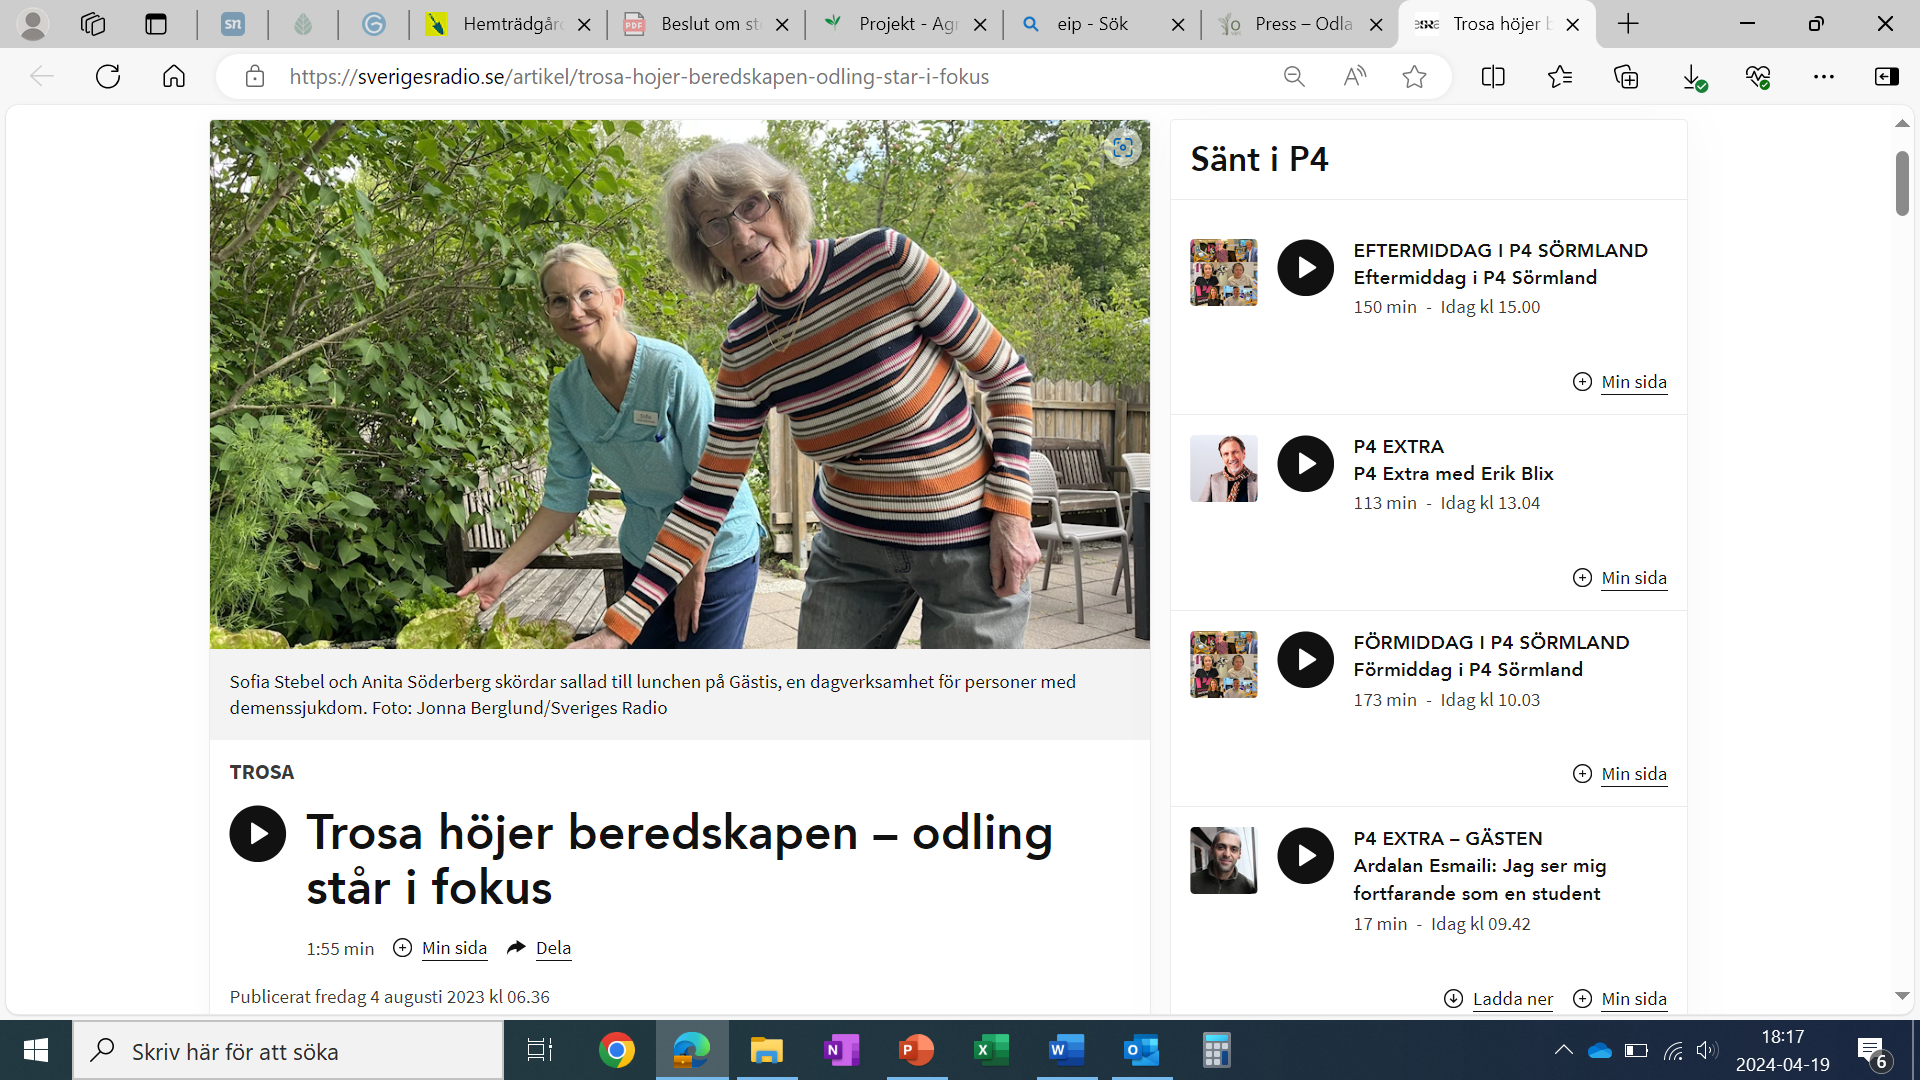 sn
Hemträdgård
Beslut om st
Projekt - Agr
eip - Sök
Press – Odla
Trosa höjer b
https://sverigesradio.se/artikel/trosa-hojer-beredskapen-odling-star-i-fokus
Sofia Stebel och Anita Söderberg skördar sallad till lunchen på Gästis, en dagverksamhet för personer med
demenssjukdom. Foto: Jonna Berglund/Sveriges Radio
TROSA
Trosa höjer beredskapen – odling
står i fokus
1:55 min Min sida Dela
Publicerat fredag 4 augusti 2023 kl 06.36
Sänt i P4
EFTERMIDDAG I P4 SÖRMLAND
Eftermiddag i P4 Sörmland
150 min - Idag kl 15.00
Min sida
P4 EXTRA
P4 Extra med Erik Blix
113 min - Idag kl 13.04
Min sida
FÖRMIDDAG I P4 SÖRMLAND
Förmiddag i P4 Sörmland
173 min - Idag kl 10.03
Min sida
P4 EXTRA – GÄSTEN
Ardalan Esmaili: Jag ser mig
fortfarande som en student
17 min - Idag kl 09.42
Ladda ner Min sida
Skriv här för att söka
18:17
2024-04-19
6